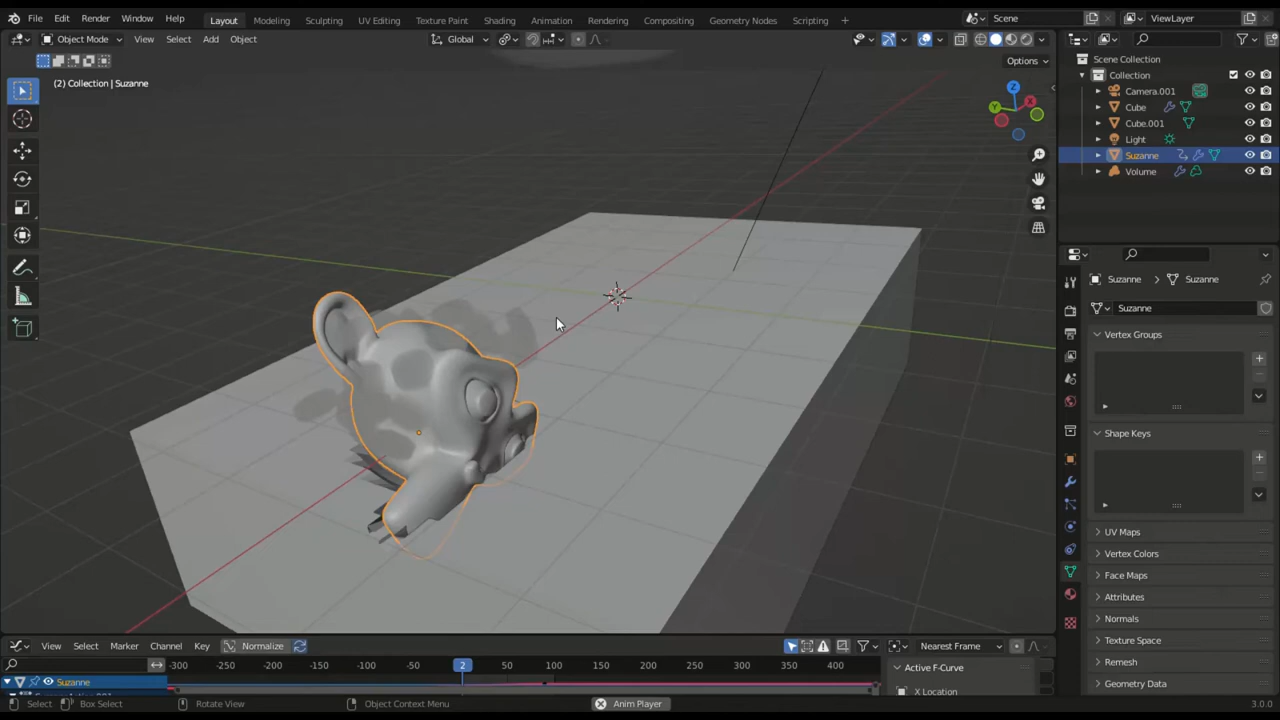 File Edit Render Window Help Layout Modeling Sculpting UV Editing Texture Paint Shading Animation Rendering Compositing Geometry Nodes Scripting + Scene ViewLayer
Object Mode View Select Add Object Global
Options
(2) Collection | Suzanne
Z
X
Y
Scene Collection
Collection
Camera.001
Cube
Cube.001
Light
Suzanne
Volume
Suzanne > Suzanne
Suzanne
Vertex Groups
Shape Keys
UV Maps
Vertex Colors
Face Maps
Attributes
Normals
Texture Space
Remesh
Geometry Data
View Select Marker Channel Key Normalize Nearest Frame
-300 -250 -200 -150 -100 -50 2 50 100 150 200 250 300 350 400
Active F-Curve
Suzanne
X Location
Select Box Select Rotate View Object Context Menu Anim Player 3.0.0